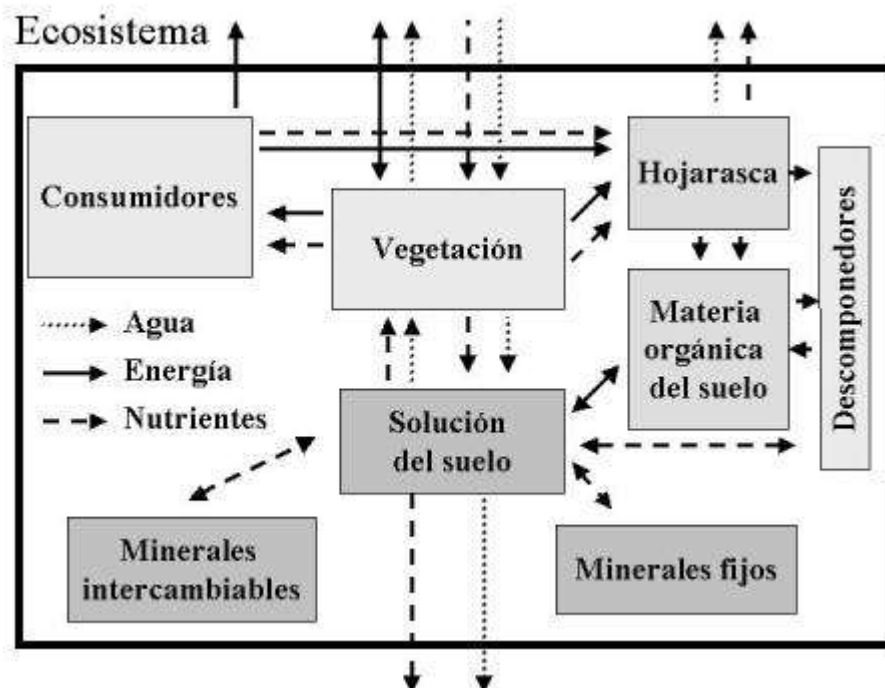 Ecosistema
Consumidores
Vegetación
Hojarasca
Descomponedores
Agua
Energía
Nutrientes
Materia
orgánica
del suelo
Solución
del suelo
Minerales
intercambiables
Minerales fijos